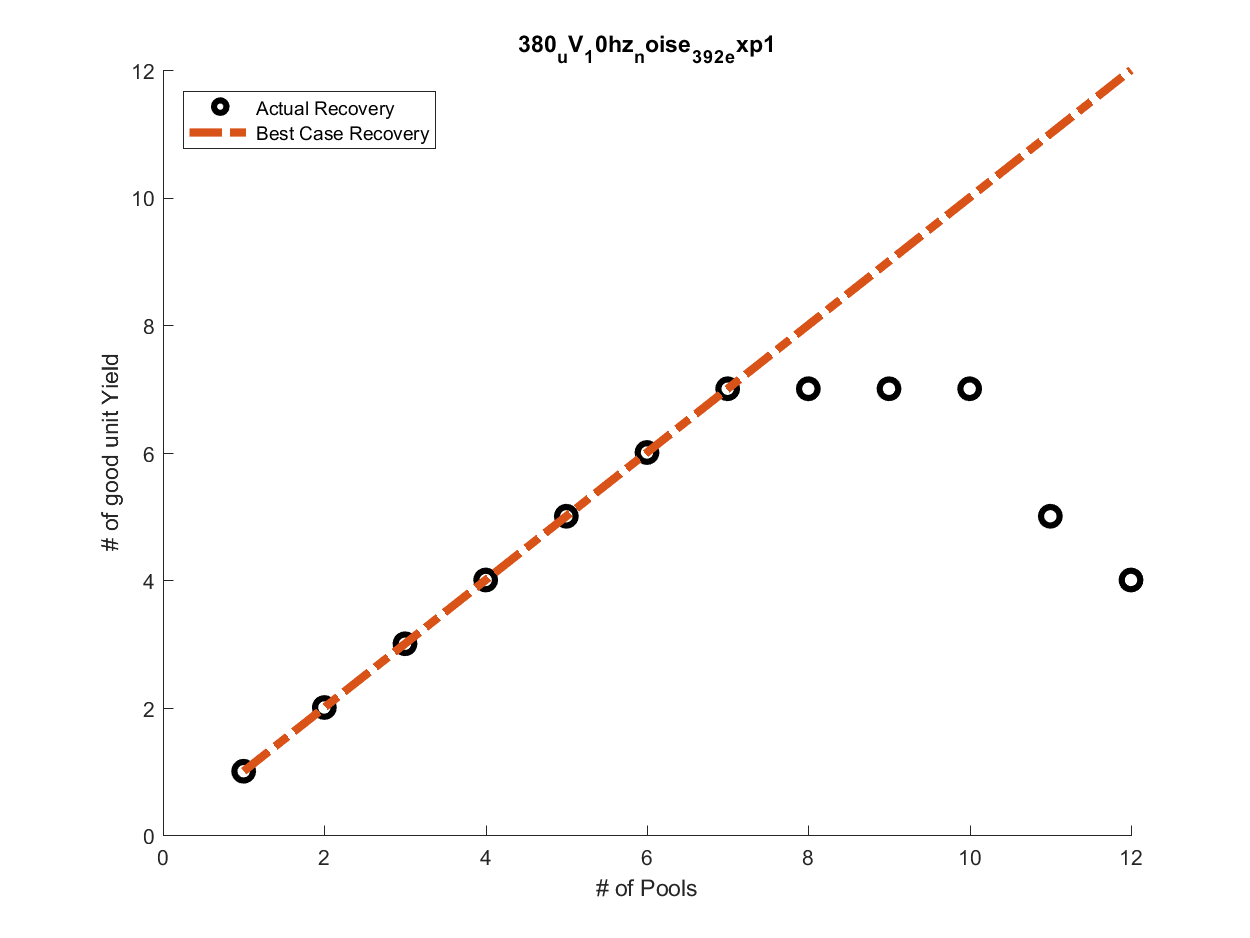 380uV10hznoise392exp1
Actual Recovery
Best Case Recovery
# of good unit Yield
12
10
8
6
4
2
0
0 2 4 6 8 10 12
# of Pools